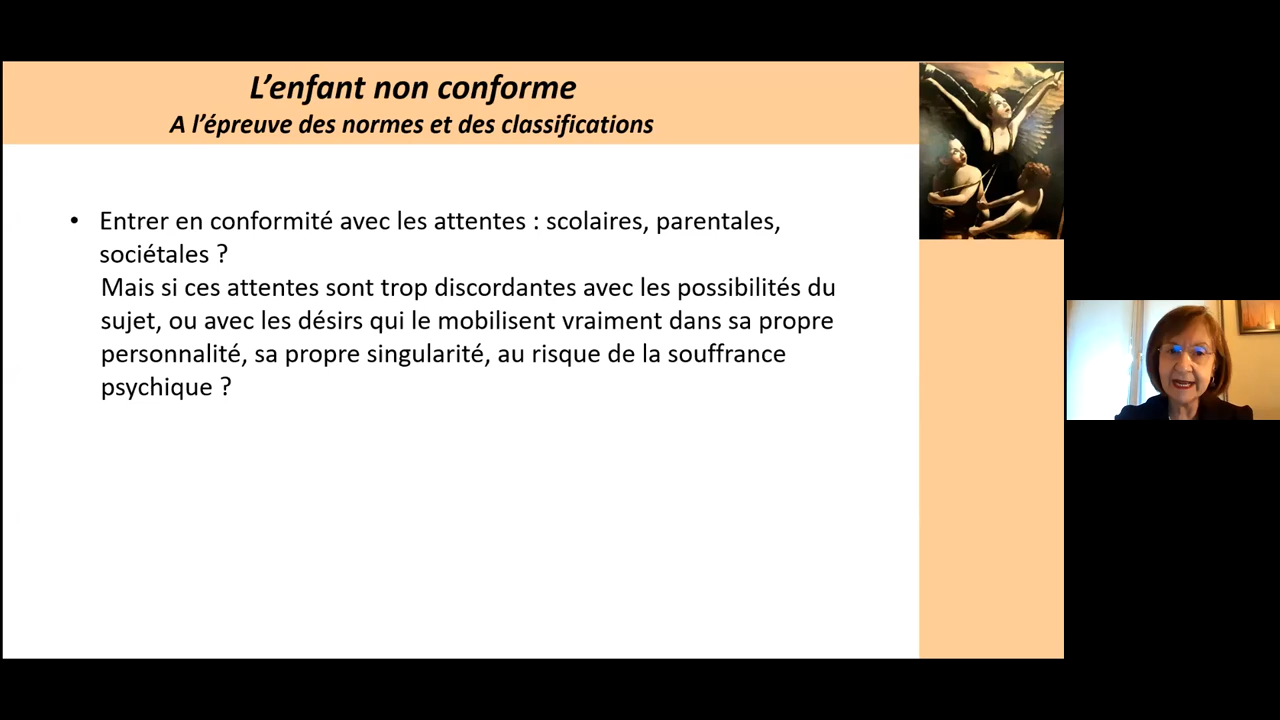 L'enfant non conforme
A l'épreuve des normes et des classifications
• Entrer en conformité avec les attentes : scolaires, parentales,
sociétales ?
Mais si ces attentes sont trop discordantes avec les possibilités du
sujet, ou avec les désirs qui le mobilisent vraiment dans sa propre
personnalité, sa propre singularité, au risque de la souffrance
psychique ?